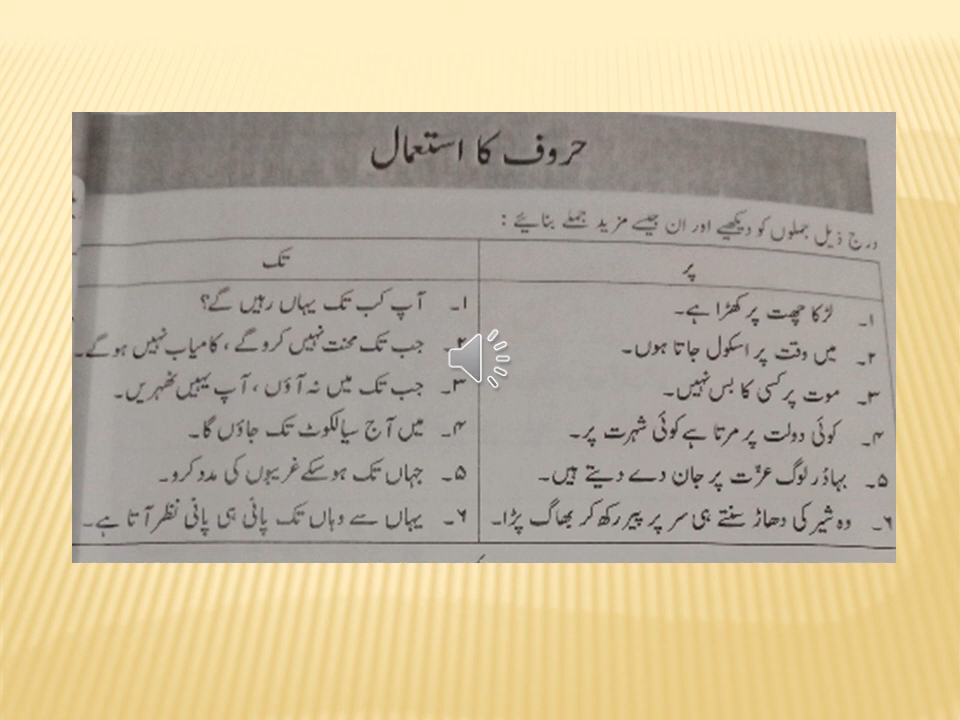 حروف کا استعمال
درج ذیل جملوں کو دیکھیے اور ان جیسے مزید جملے بنائیے :
پر
۱۔ لڑکا چھت پر کھڑا ہے۔
۲۔ میں وقت پر اسکول جاتا ہوں۔
۳۔ موت پر کسی کا بس نہیں۔
۴۔ کوئی دولت پر مرتا ہے کوئی شہرت پر۔
۵۔ بہادُر لوگ عزّت پر جان دے دیتے ہیں۔
۶۔ وہ شیر کی دھاڑ سنتے ہی سر پر پیر رکھ کر بھاگ پڑا۔
تک
۱۔ آپ کب تک یہاں رہیں گے؟
۲۔ جب تک محنت نہیں کرو گے ، کامیاب نہیں ہو گے۔
۳۔ جب تک میں نہ آؤں ، آپ یہیں ٹھہریں۔
۴۔ میں آج سیالکوٹ تک جاؤں گا۔
۵۔ جہاں تک ہو سکے غریبوں کی مدد کرو۔
۶۔ یہاں سے وہاں تک پانی ہی پانی نظر آتا ہے۔